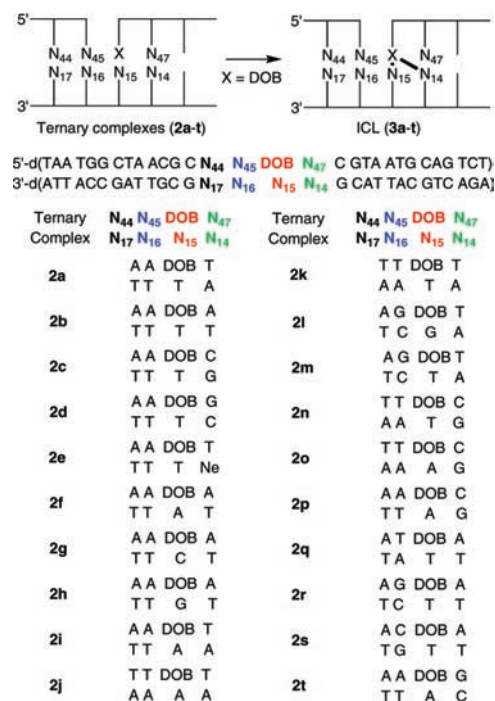 5' 5'
N44 N45 X N47 N44 N45 X N47
N17 N16 N15 N14 X = DOB N17 N16 N15 N14
3' 3'
Ternary complexes (2a-t) ICL (3a-t)
5'-d(TAA TGG CTA ACG C N44 N45 DOB N47 C GTA ATG CAG TCT)
3'-d(ATT ACC GAT TGC G N17 N16 N15 N14 G CAT TAC GTC AGA)
Ternary N44 N45 DOB N47 Ternary N44 N45 DOB N47
Complex N17 N16 N15 N14 Complex N17 N16 N15 N14
2a A A DOB T 2k T T DOB T
T T T A A A T A
2b A A DOB A 2l A G DOB T
T T T T T C G A
2c A A DOB C 2m A G DOB T
T T T G T C T A
2d A A DOB G 2n T T DOB C
T T T C A A T G
2e A A DOB T 2o T T DOB C
T T T Ne A A A G
2f A A DOB A 2p A A DOB C
T T A T T T A G
2g A A DOB A 2q A T DOB A
T T C T T A T T
2h A A DOB A 2r A G DOB A
T T G T T C T T
2i A A DOB T 2s A C DOB A
T T A A T G T T
2j T T DOB T 2t A A DOB G
A A A A T T A C